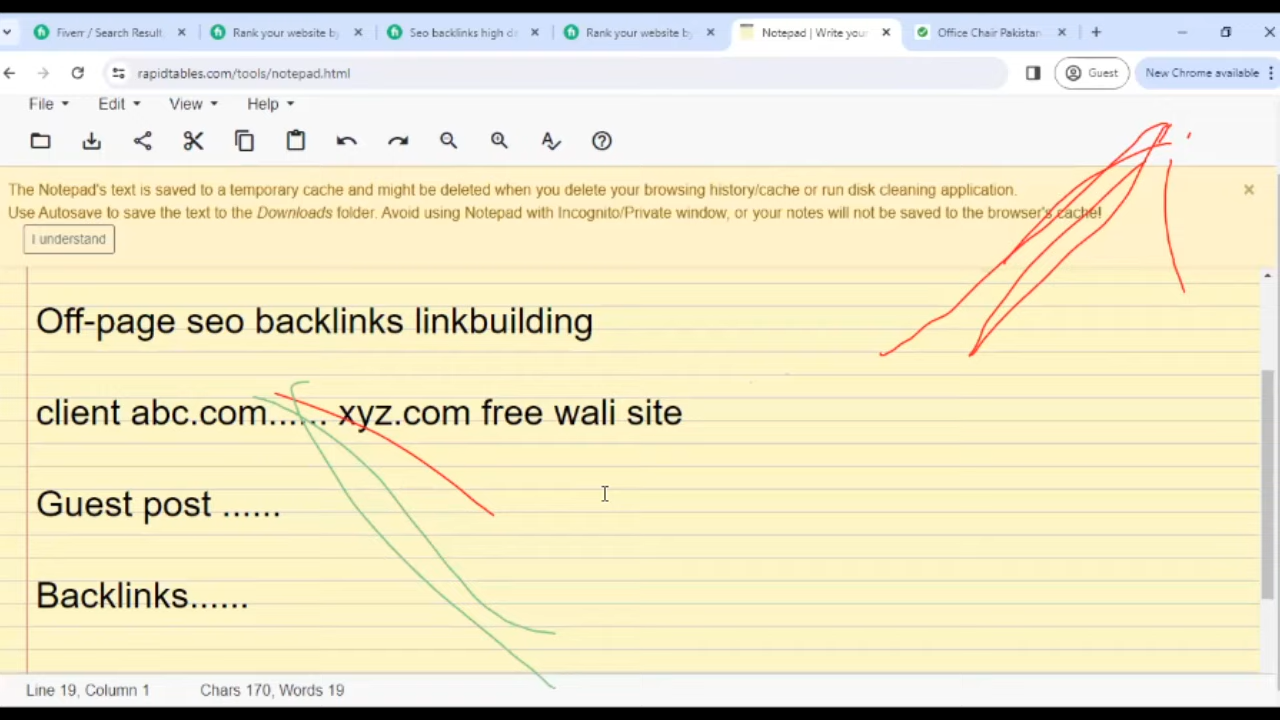 Fiverr / Search Result
Rank your website by
Seo backlinks high d
Rank your website by
Notepad | Write your
Office Chair Pakistan
rapidtables.com/tools/notepad.html
Guest
New Chrome available
File Edit View Help
The Notepad's text is saved to a temporary cache and might be deleted when you delete your browsing history/cache or run disk cleaning application.
Use Autosave to save the text to the Downloads folder. Avoid using Notepad with Incognito/Private window, or your notes will not be saved to the browser's cache!
I understand
Off-page seo backlinks linkbuilding
client abc.com...... xyz.com free wali site
Guest post ......
Backlinks......
Line 19, Column 1 Chars 170, Words 19